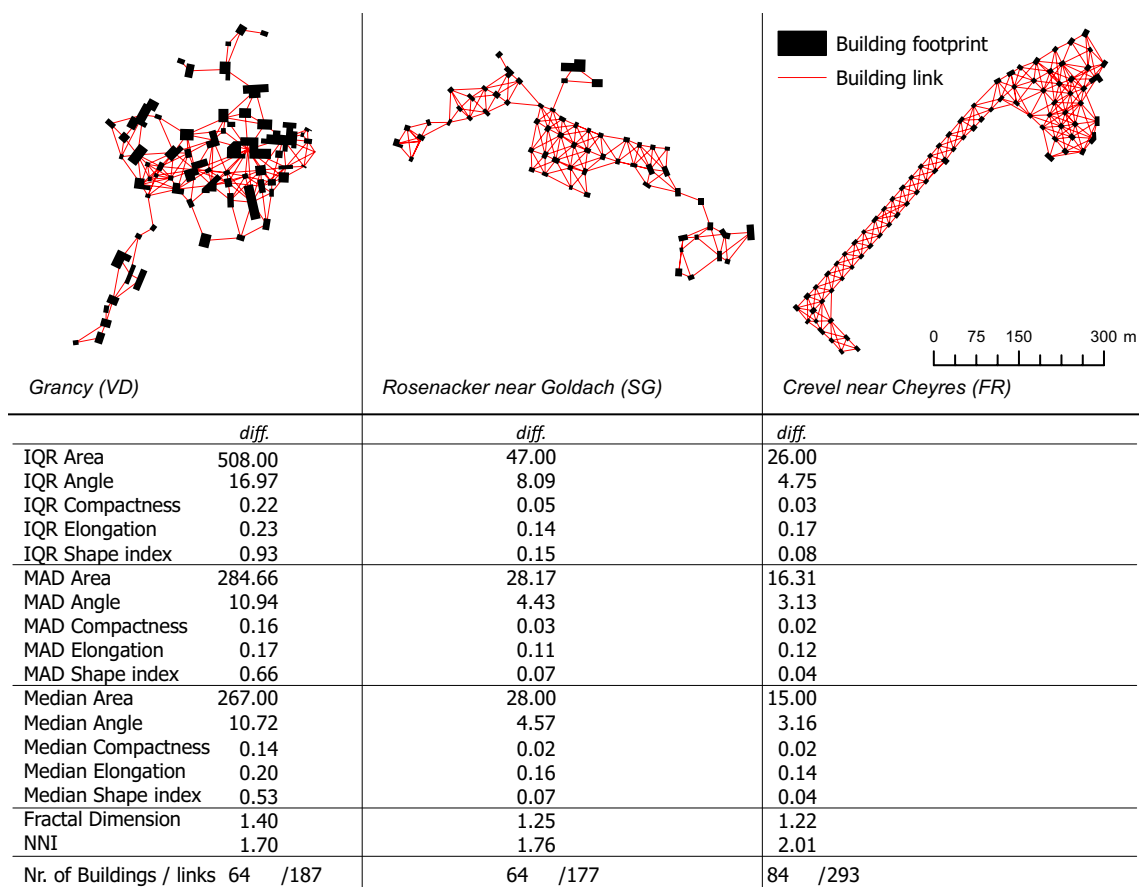 Building footprint
Building link
0 75 150 300 m
Grancy (VD) Rosenacker near Goldach (SG) Crevel near Cheyres (FR)
diff. diff. diff.
IQR Area 508.00 47.00 26.00
IQR Angle 16.97 8.09 4.75
IQR Compactness 0.22 0.05 0.03
IQR Elongation 0.23 0.14 0.17
IQR Shape index 0.93 0.15 0.08
MAD Area 284.66 28.17 16.31
MAD Angle 10.94 4.43 3.13
MAD Compactness 0.16 0.03 0.02
MAD Elongation 0.17 0.11 0.12
MAD Shape index 0.66 0.07 0.04
Median Area 267.00 28.00 15.00
Median Angle 10.72 4.57 3.16
Median Compactness 0.14 0.02 0.02
Median Elongation 0.20 0.16 0.14
Median Shape index 0.53 0.07 0.04
Fractal Dimension 1.40 1.25 1.22
NNI 1.70 1.76 2.01
Nr. of Buildings / links 64 /187 64 /177 84 /293